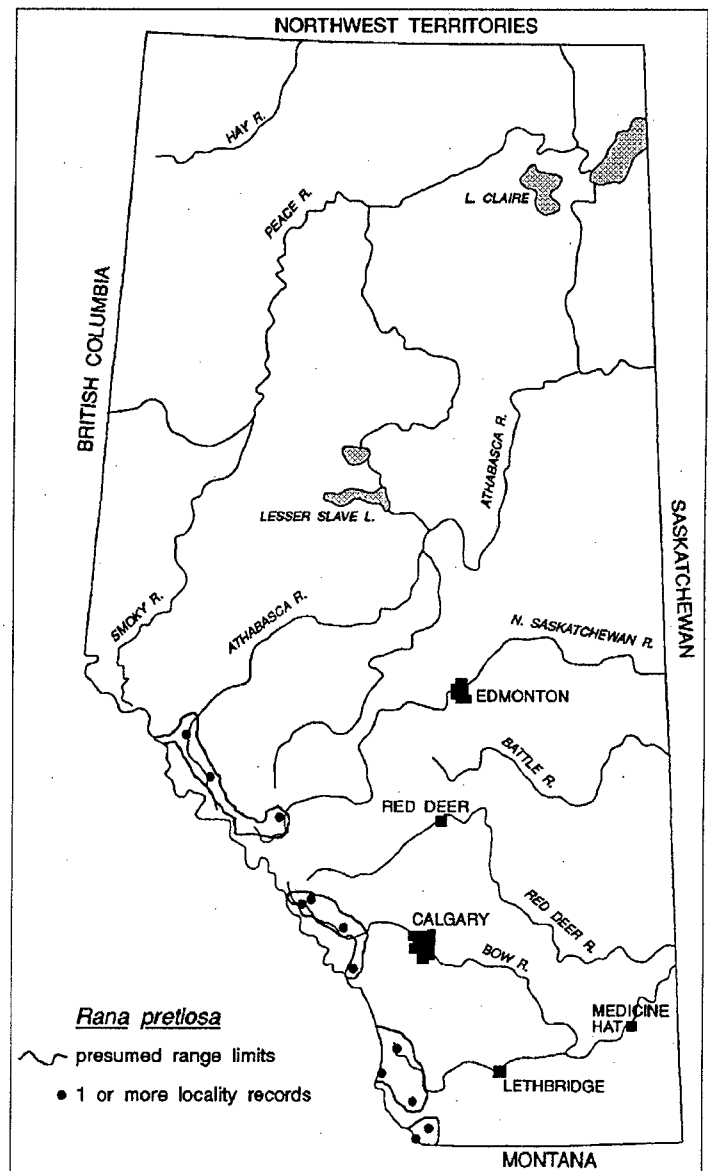 NORTHWEST TERRITORIES
HAY R.
PEACE R.
L. CLAIRE
BRITISH COLUMBIA
ATHABASCA R.
LESSER SLAVE L.
SASKATCHEWAN
SMOKY R.
ATHABASCA R.
N. SASKATCHEWAN R.
EDMONTON
BATTLE R.
RED DEER
RED DEER R.
CALGARY
BOW R.
MEDICINE
HAT
Rana pretiosa
presumed range limits
1 or more locality records
LETHBRIDGE
MONTANA